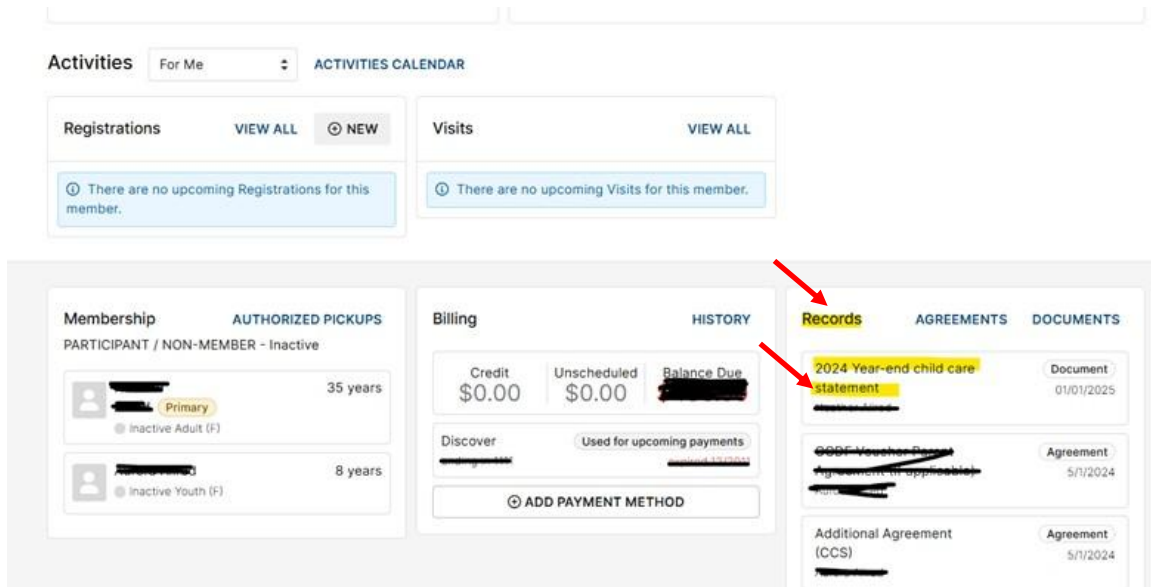 Activities For Me ACTIVITIES CALENDAR
Registrations VIEW ALL NEW
There are no upcoming Registrations for this
member.
Visits VIEW ALL
There are no upcoming Visits for this member.
Membership AUTHORIZED PICKUPS
PARTICIPANT / NON-MEMBER - Inactive
35 years
Primary
Inactive Adult (F)
8 years
Inactive Youth (F)
Billing HISTORY
Credit Unscheduled Balance Due
$0.00 $0.00
Discover Used for upcoming payments
ADD PAYMENT METHOD
Records AGREEMENTS DOCUMENTS
2024 Year-end child care Document
statement 01/01/2025
Agreement
5/1/2024
Additional Agreement Agreement
(CCS) 5/1/2024